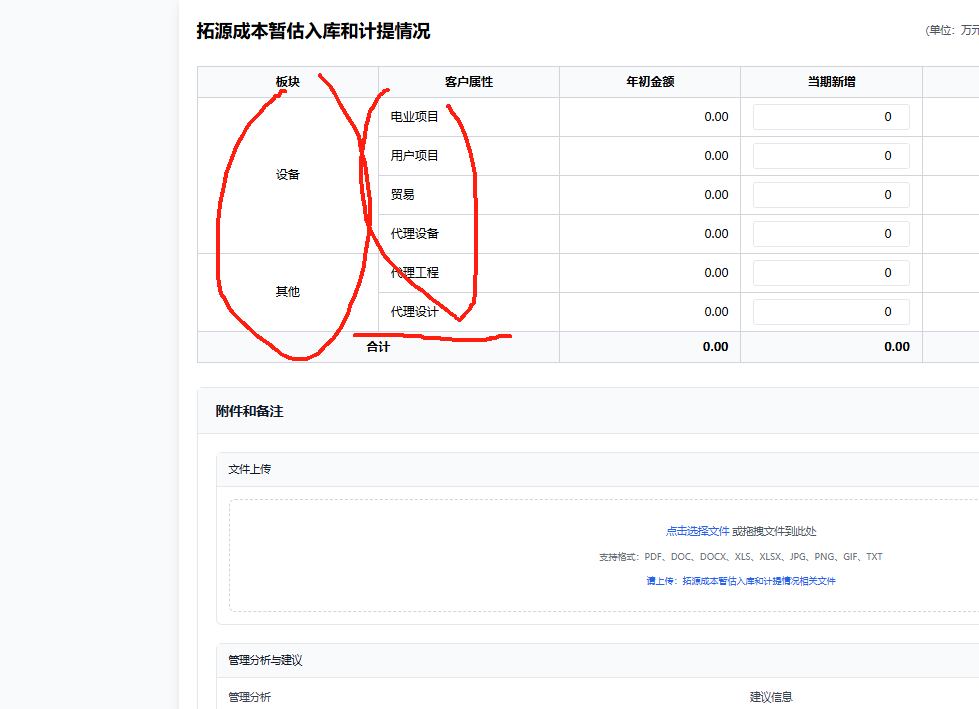 拓源成本暂估入库和计提情况
(单位：万元
板块 客户属性 年初金额 当期新增
设备 电业项目 0.00 0
用户项目 0.00 0
贸易 0.00 0
代理设备 0.00 0
其他 代理工程 0.00 0
代理设计 0.00 0
合计 0.00 0.00
附件和备注
文件上传
点击选择文件 或拖拽文件到此处
支持格式：PDF、DOC、DOCX、XLS、XLSX、JPG、PNG、GIF、TXT
请上传：拓源成本暂估入库和计提情况相关文件
管理分析与建议
管理分析 建议信息